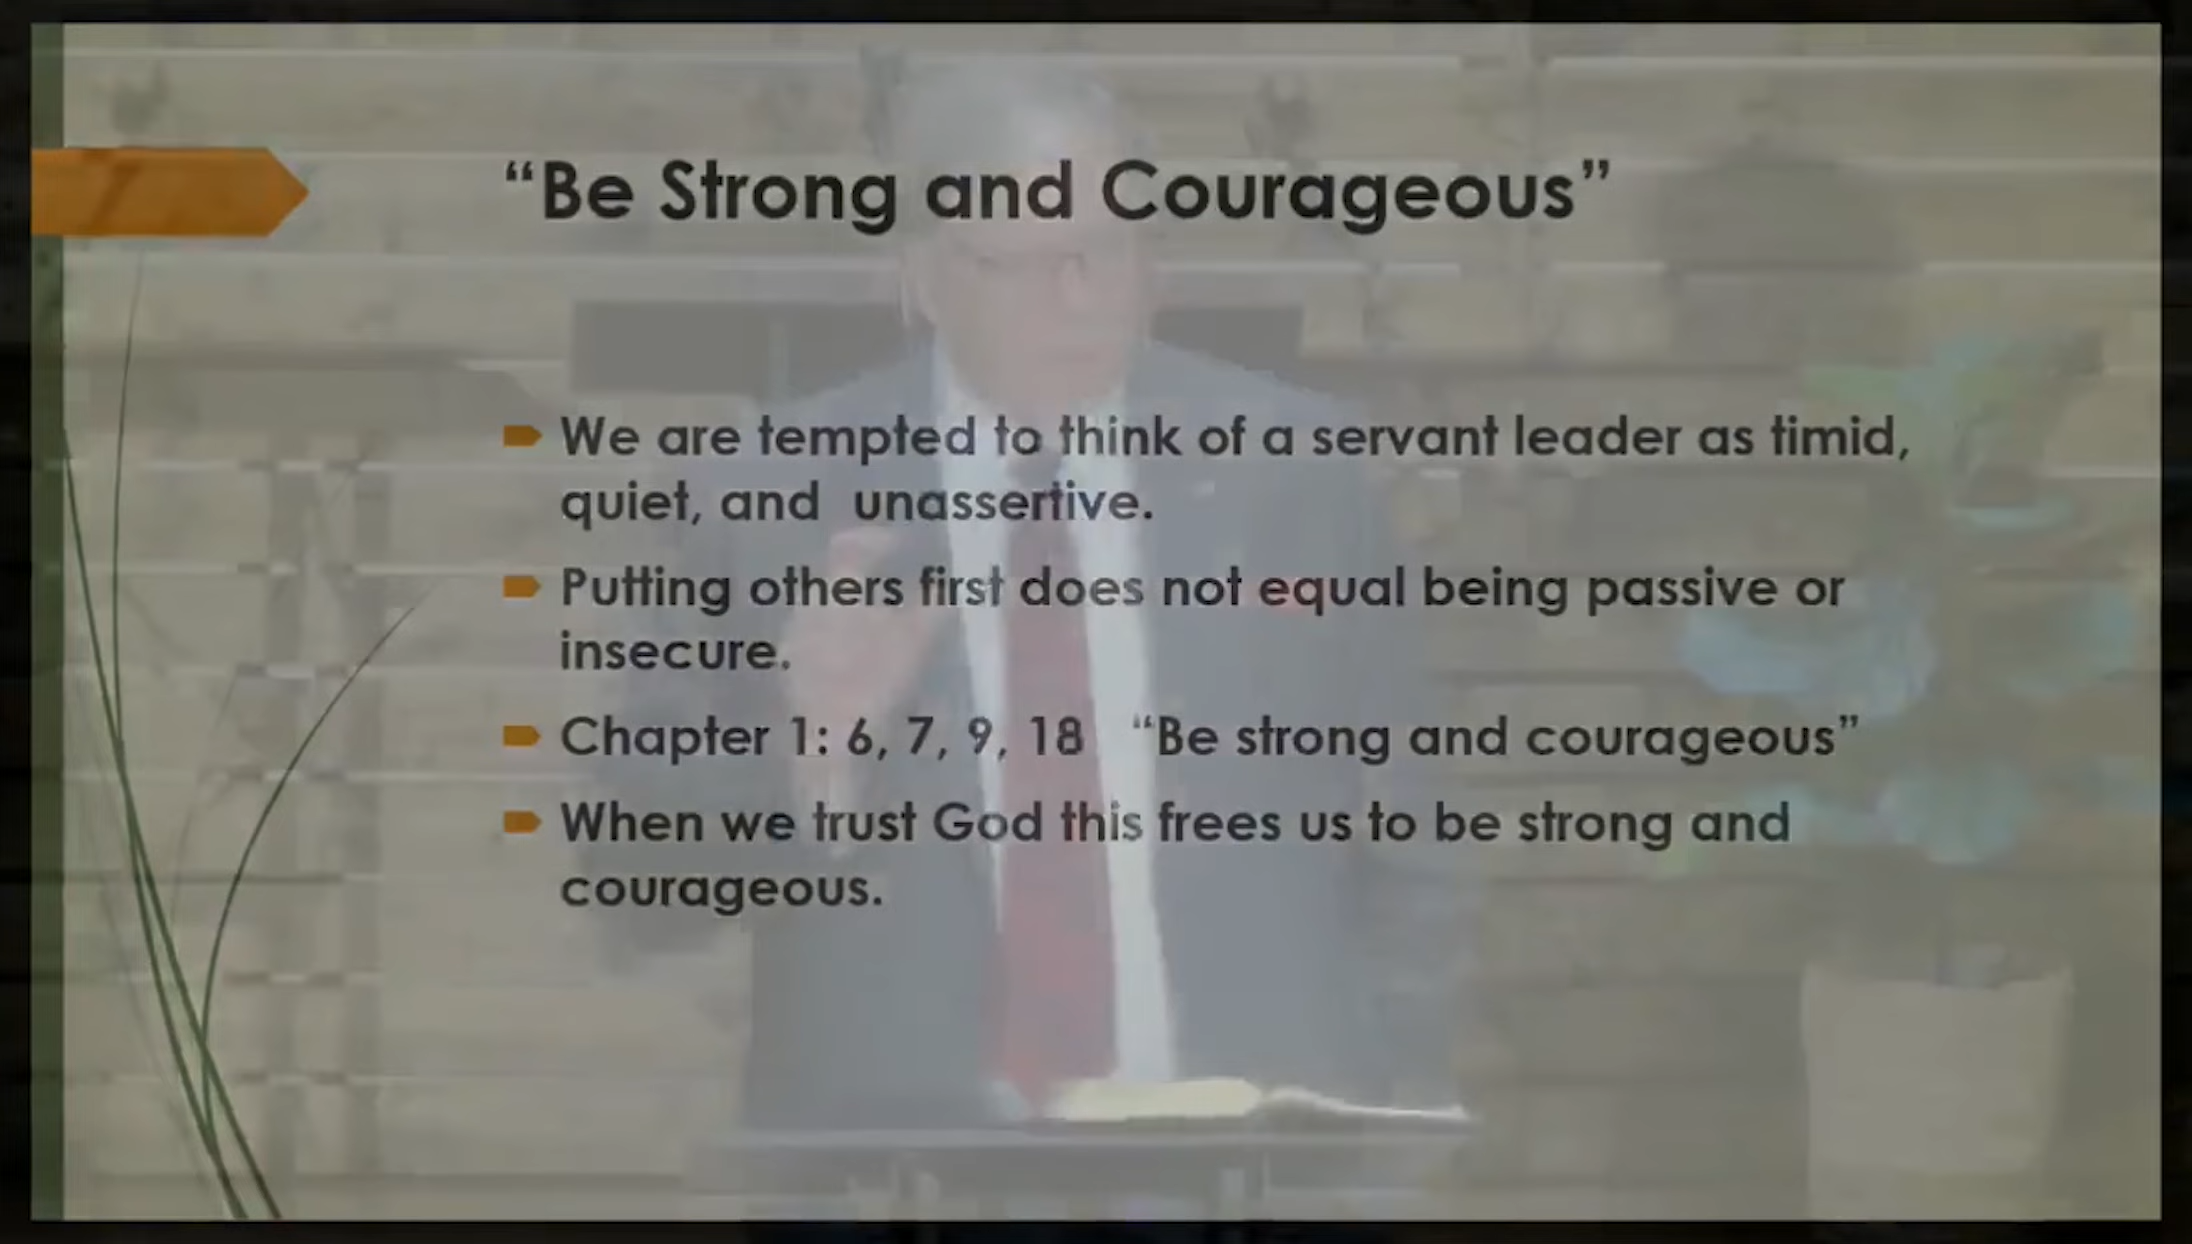 “Be Strong and Courageous”
We are tempted to think of a servant leader as timid,
quiet, and  unassertive.
Putting others first does not equal being passive or
insecure.
Chapter 1: 6, 7, 9, 18   “Be strong and courageous”
When we trust God this frees us to be strong and
courageous.